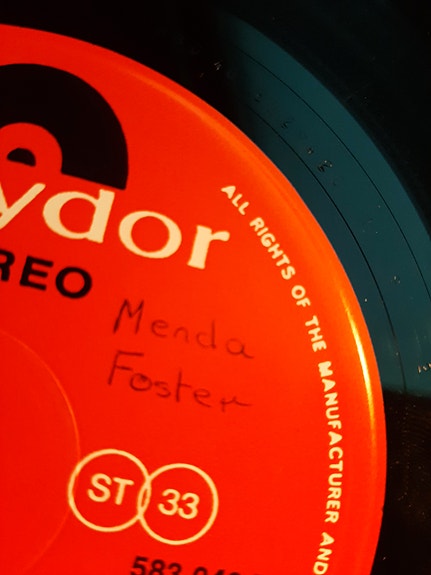 ydor
REO
ALL RIGHTS OF THE MANUFACTURER AND
Menda
Foster
ST 33
583